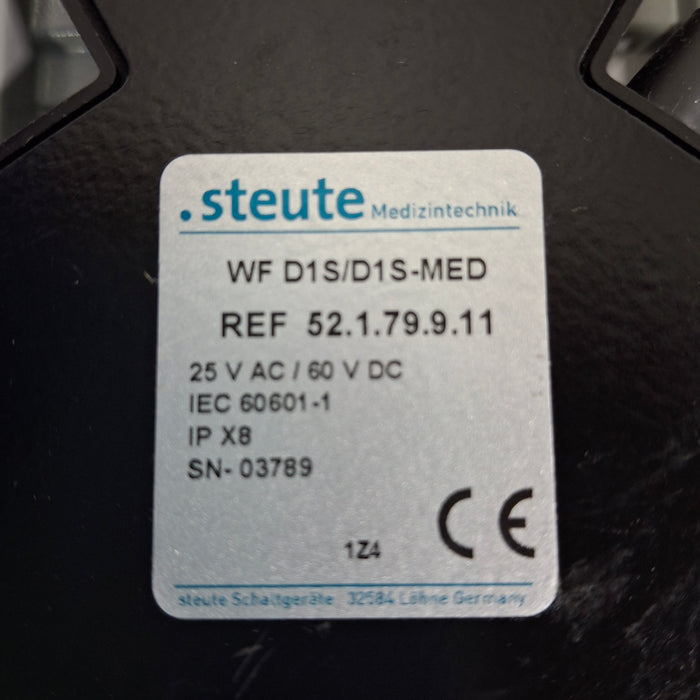 .steute Medizintechnik
WF D1S/D1S-MED
REF 52.1.79.9.11
25 V AC / 60 V DC
IEC 60601-1
IP X8
SN- 03789
CE
1Z4
steute Schaltgeräte 32584 Löhne Germany